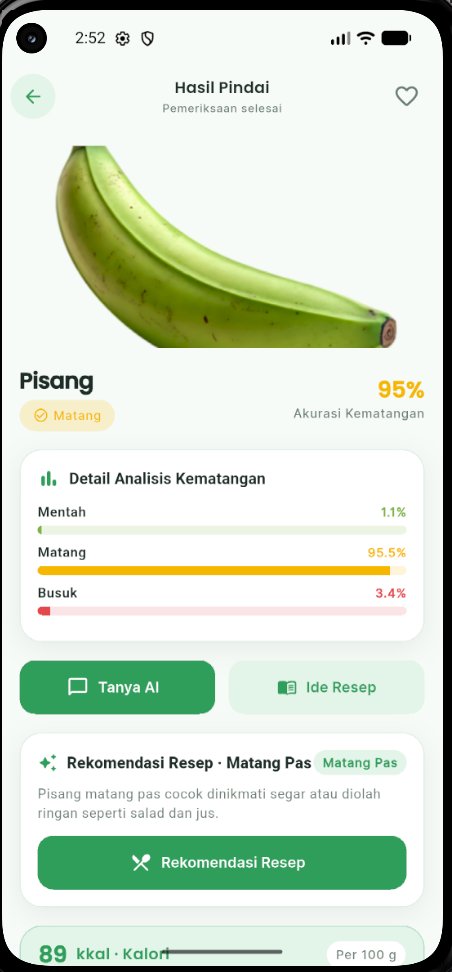 2:52
Hasil Pindai
Pemeriksaan selesai
Pisang
Matang
95%
Akurasi Kematangan
Detail Analisis Kematangan
Mentah 1.1%
Matang 95.5%
Busuk 3.4%
Tanya AI
Ide Resep
Rekomendasi Resep · Matang Pas
Matang Pas
Pisang matang pas cocok dinikmati segar atau diolah
ringan seperti salad dan jus.
Rekomendasi Resep
89 kkal · Kalori
Per 100 g